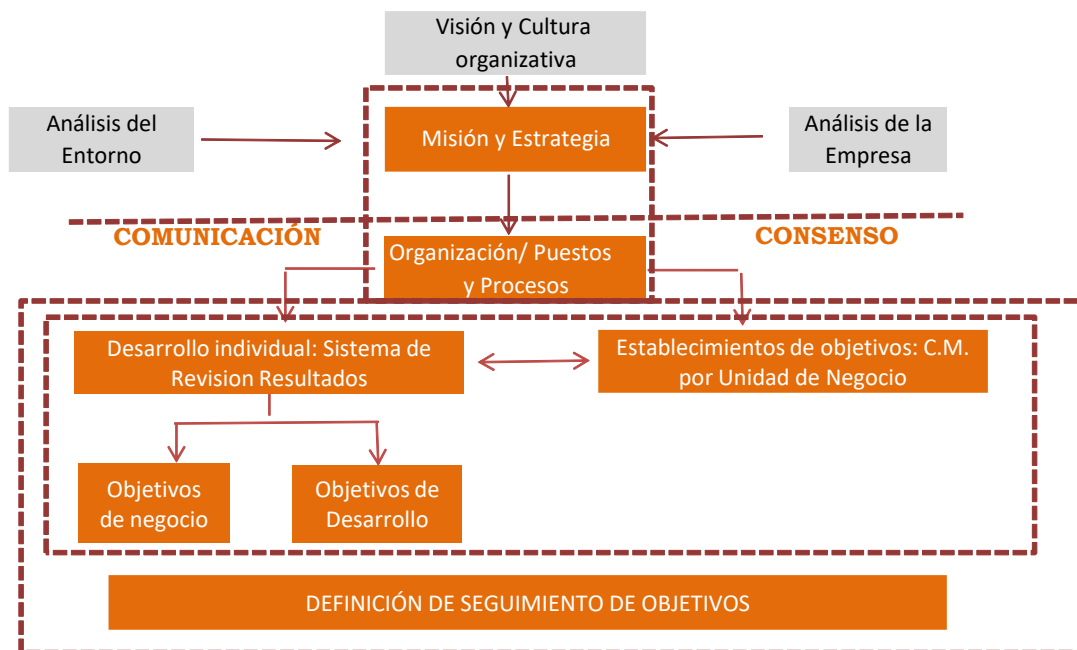 Visión y Cultura
organizativa
Análisis del
Entorno
Misión y Estrategia
Análisis de la
Empresa
COMUNICACIÓN
CONSENSO
Organización/ Puestos
y Procesos
Desarrollo individual: Sistema de
Revision Resultados
Establecimientos de objetivos: C.M.
por Unidad de Negocio
Objetivos
de negocio
Objetivos de
Desarrollo
DEFINICIÓN DE SEGUIMIENTO DE OBJETIVOS